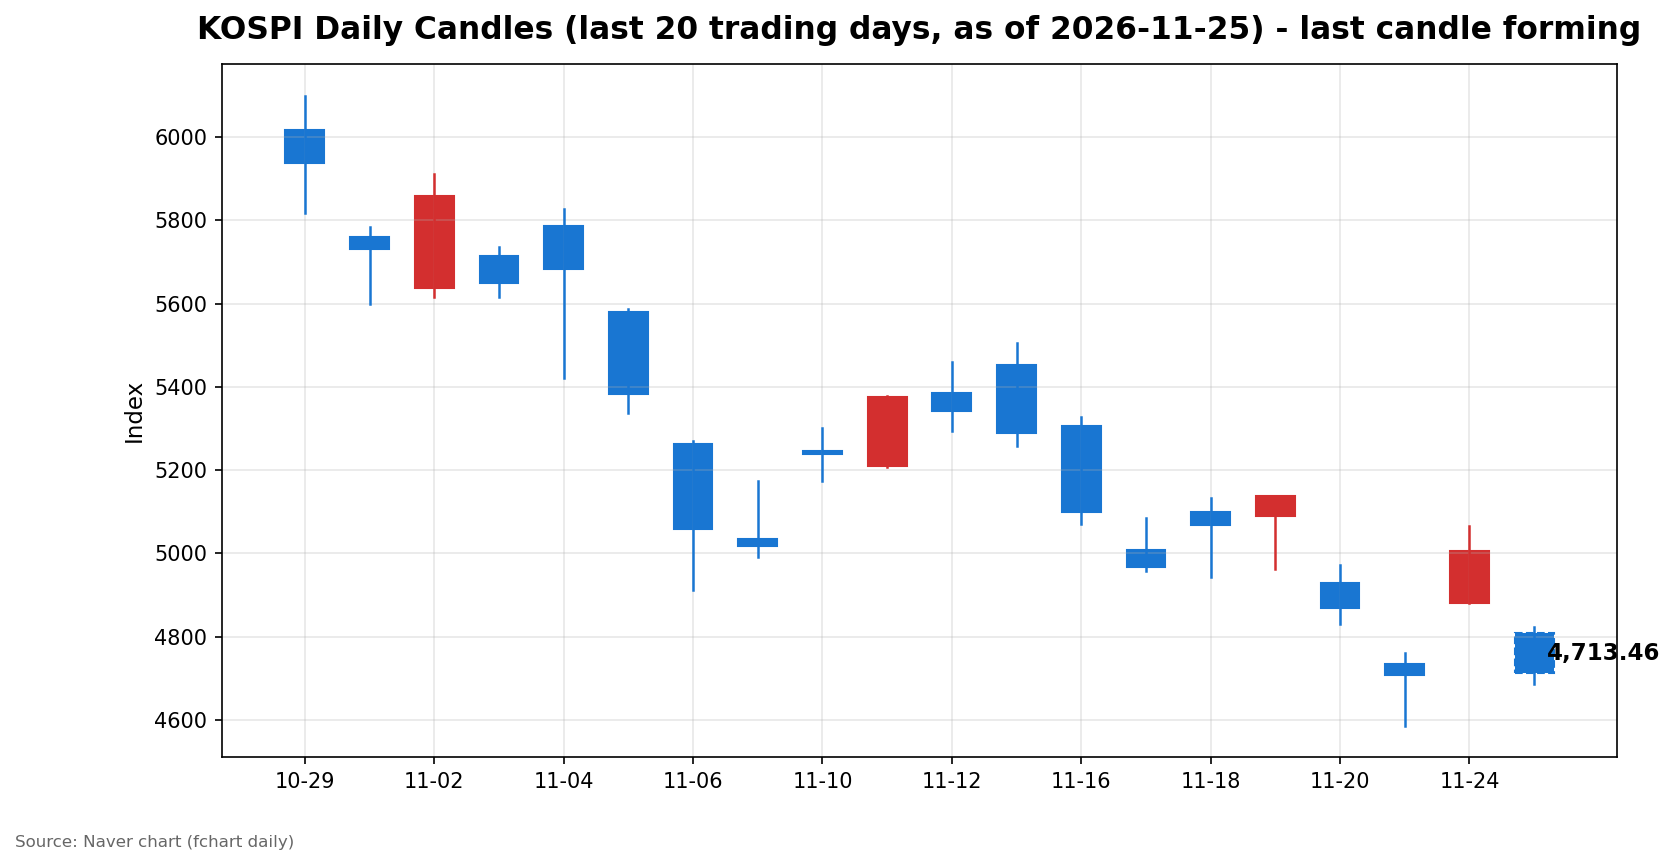 KOSPI Daily Candles (last 20 trading days, as of 2026-11-25) - last candle forming
Index
6000
5800
5600
5400
5200
5000
4800
4600
4,713.46
10-29 11-02 11-04 11-06 11-10 11-12 11-16 11-18 11-20 11-24
Source: Naver chart (fchart daily)